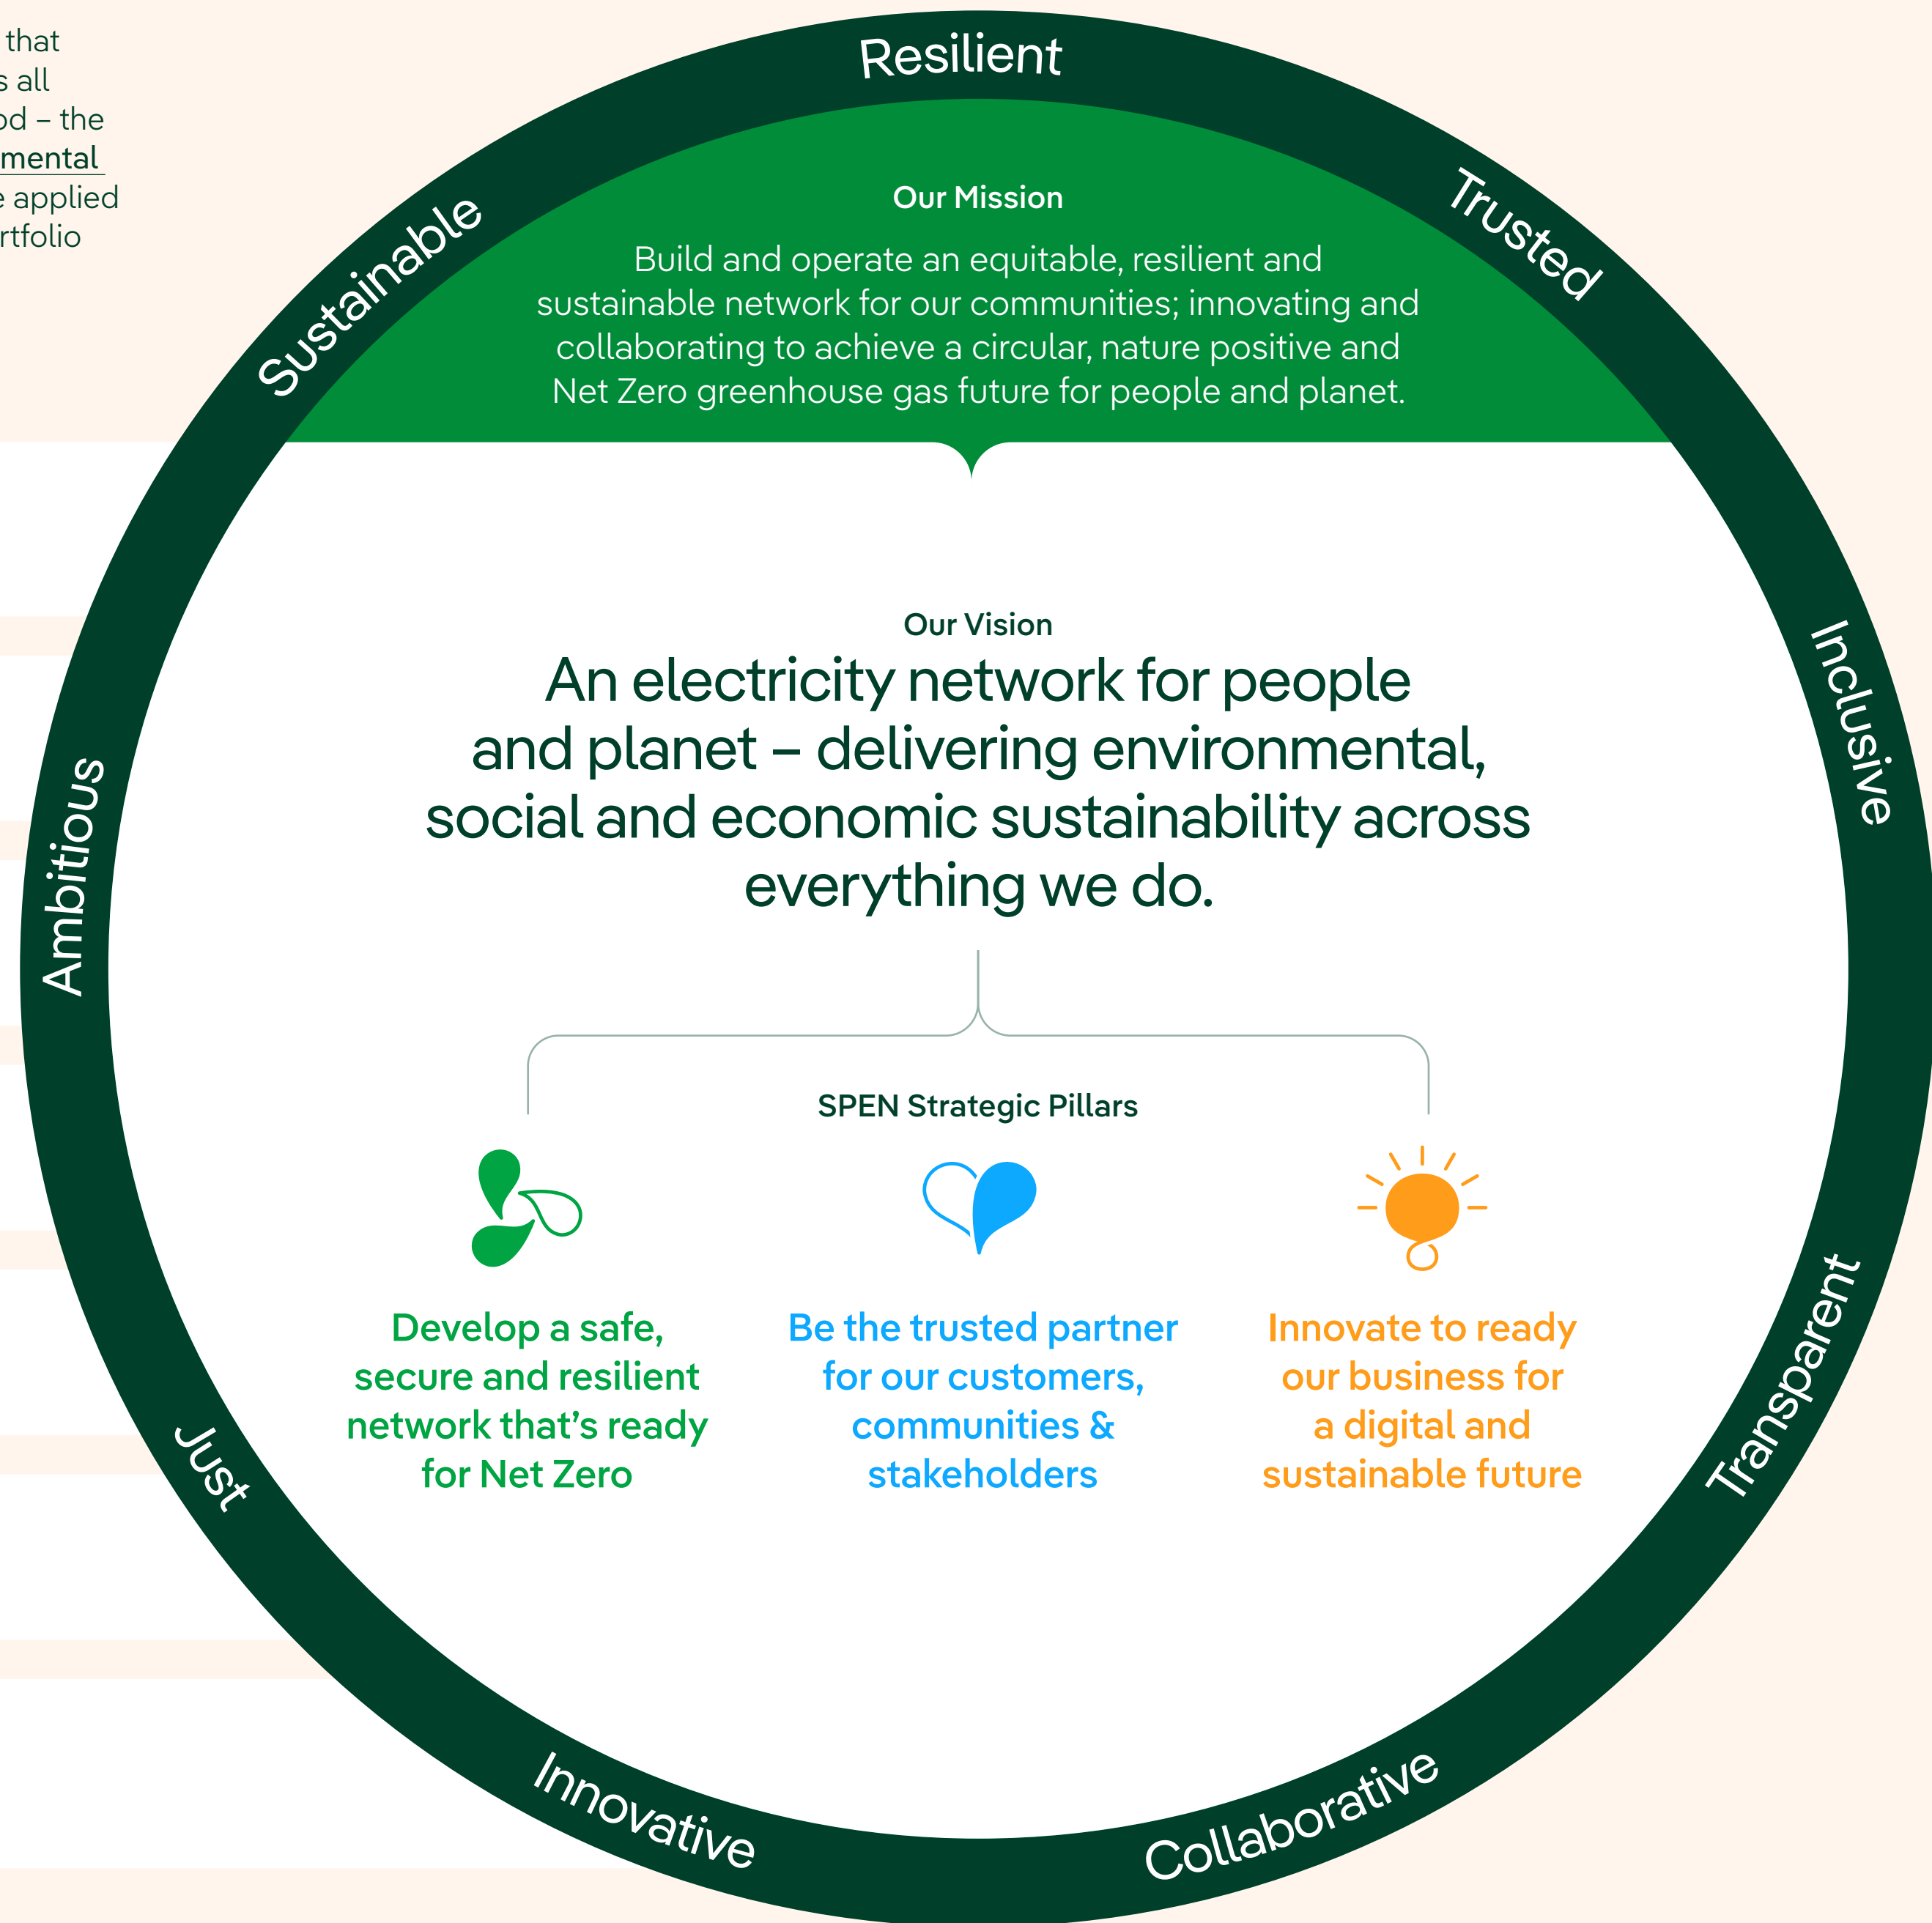 that
all
– the
mental
applied
Resilient
Trusted
Inclusive
Transparent
Collaborative
Innovative
Just
Ambitious
Sustainable
Our Mission
Build and operate an equitable, resilient and
sustainable network for our communities; innovating and
collaborating to achieve a circular, nature positive and
Net Zero greenhouse gas future for people and planet.
Our Vision
An electricity network for people
and planet – delivering environmental,
social and economic sustainability across
everything we do.
SPEN Strategic Pillars
Develop a safe,
secure and resilient
network that’s ready
for Net Zero
Be the trusted partner
for our customers,
communities &
stakeholders
Innovate to ready
our business for
a digital and
sustainable future